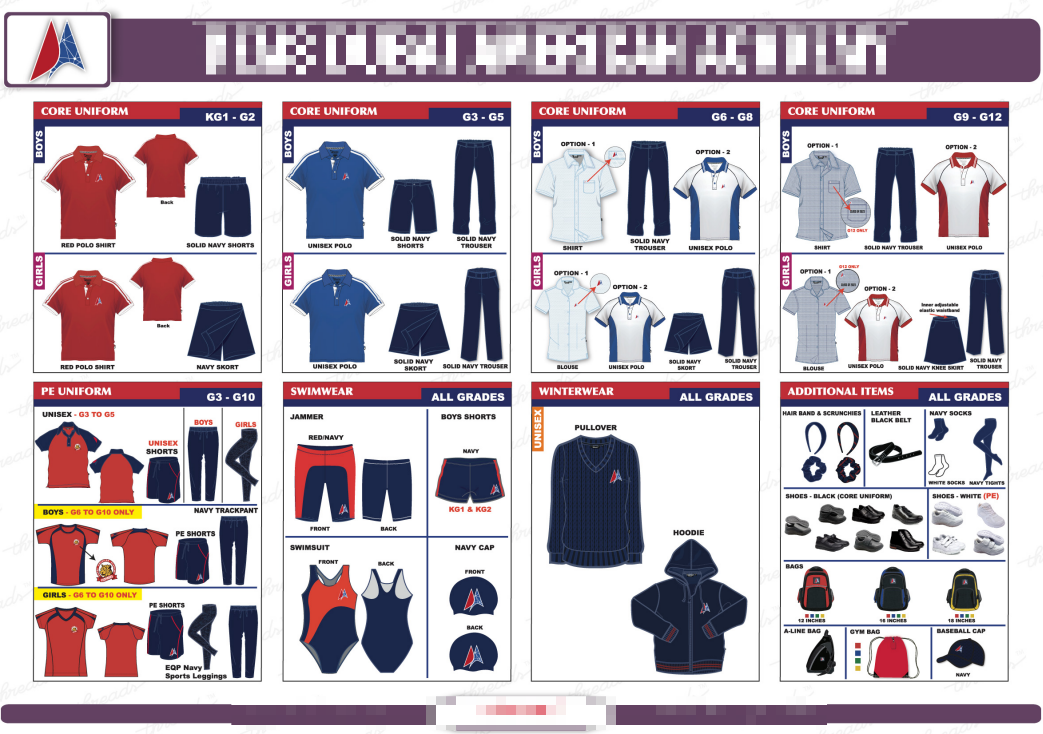 CORE UNIFORM
KG1 - G2
BOYS
Back
RED POLO SHIRT
SOLID NAVY SHORTS
GIRLS
Back
RED POLO SHIRT
NAVY SKORT
CORE UNIFORM
G3 - G5
BOYS
UNISEX POLO
SOLID NAVY
SHORTS
SOLID NAVY
TROUSER
GIRLS
UNISEX POLO
SOLID NAVY
SKORT
SOLID NAVY TROUSER
CORE UNIFORM
G6 - G8
BOYS
OPTION - 1
OPTION - 2
SHIRT
SOLID NAVY
TROUSER
UNISEX POLO
GIRLS
OPTION - 1
OPTION - 2
BLOUSE
UNISEX POLO
SOLID NAVY
SKORT
SOLID NAVY
TROUSER
CORE UNIFORM
G9 - G12
BOYS
OPTION - 1
OPTION - 2
G12 ONLY
SHIRT
SOLID NAVY TROUSER
UNISEX POLO
GIRLS
G12 ONLY
OPTION - 1
OPTION - 2
Inner adjustable
elastic waistband
BLOUSE
UNISEX POLO
SOLID NAVY KNEE SKIRT
SOLID NAVY
TROUSER
PE UNIFORM
G3 - G10
UNISEX - G3 TO G5
BOYS
GIRLS
UNISEX
SHORTS
BOYS - G6 TO G10 ONLY
NAVY TRACKPANT
PE SHORTS
GIRLS - G6 TO G10 ONLY
PE SHORTS
EQP Navy
Sports Leggings
SWIMWEAR
ALL GRADES
JAMMER
BOYS SHORTS
RED/NAVY
NAVY
KG1 & KG2
FRONT
BACK
SWIMSUIT
NAVY CAP
FRONT
BACK
FRONT
BACK
WINTERWEAR
ALL GRADES
UNISEX
PULLOVER
HOODIE
ADDITIONAL ITEMS
ALL GRADES
HAIR BAND & SCRUNCHIES
LEATHER
BLACK BELT
NAVY SOCKS
WHITE SOCKS
NAVY TIGHTS
SHOES - BLACK (CORE UNIFORM)
SHOES - WHITE (PE)
BAGS
12 INCHES
16 INCHES
18 INCHES
A-LINE BAG
GYM BAG
BASEBALL CAP
NAVY